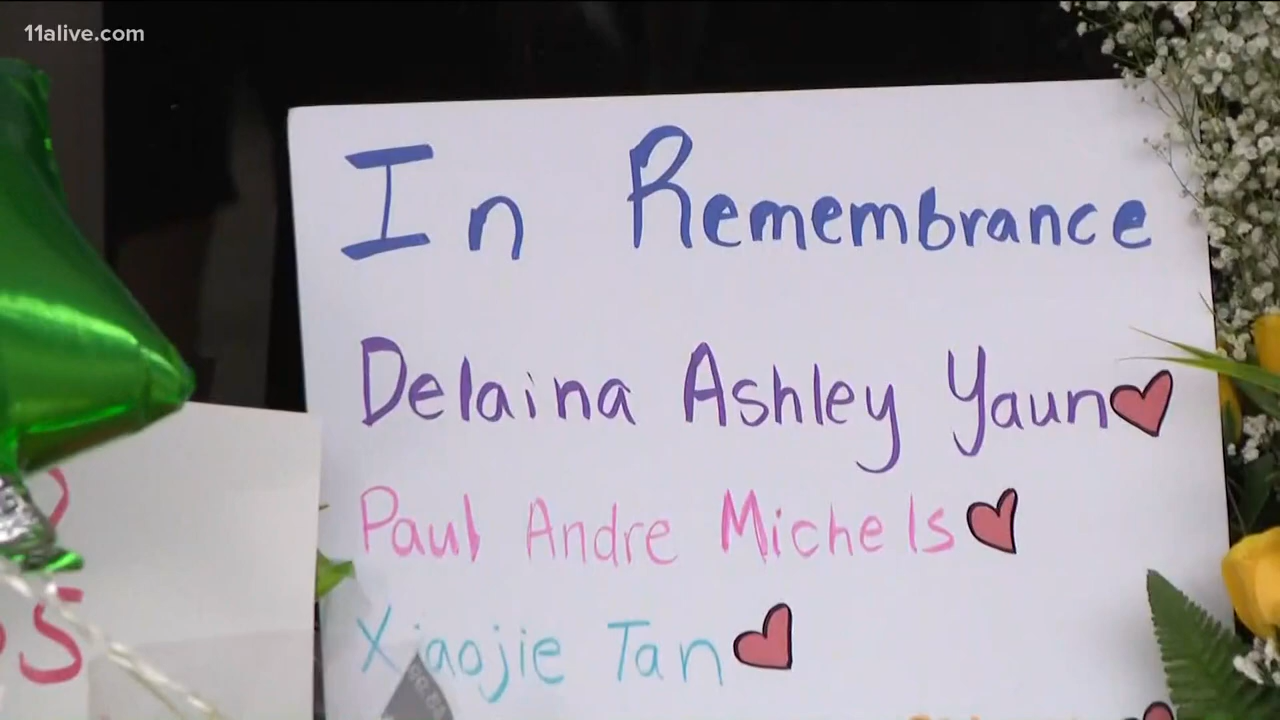 11alive.com
In Remembrance
Delaina Ashley Yaun
Paul Andre Michels
Xiaojie Tan